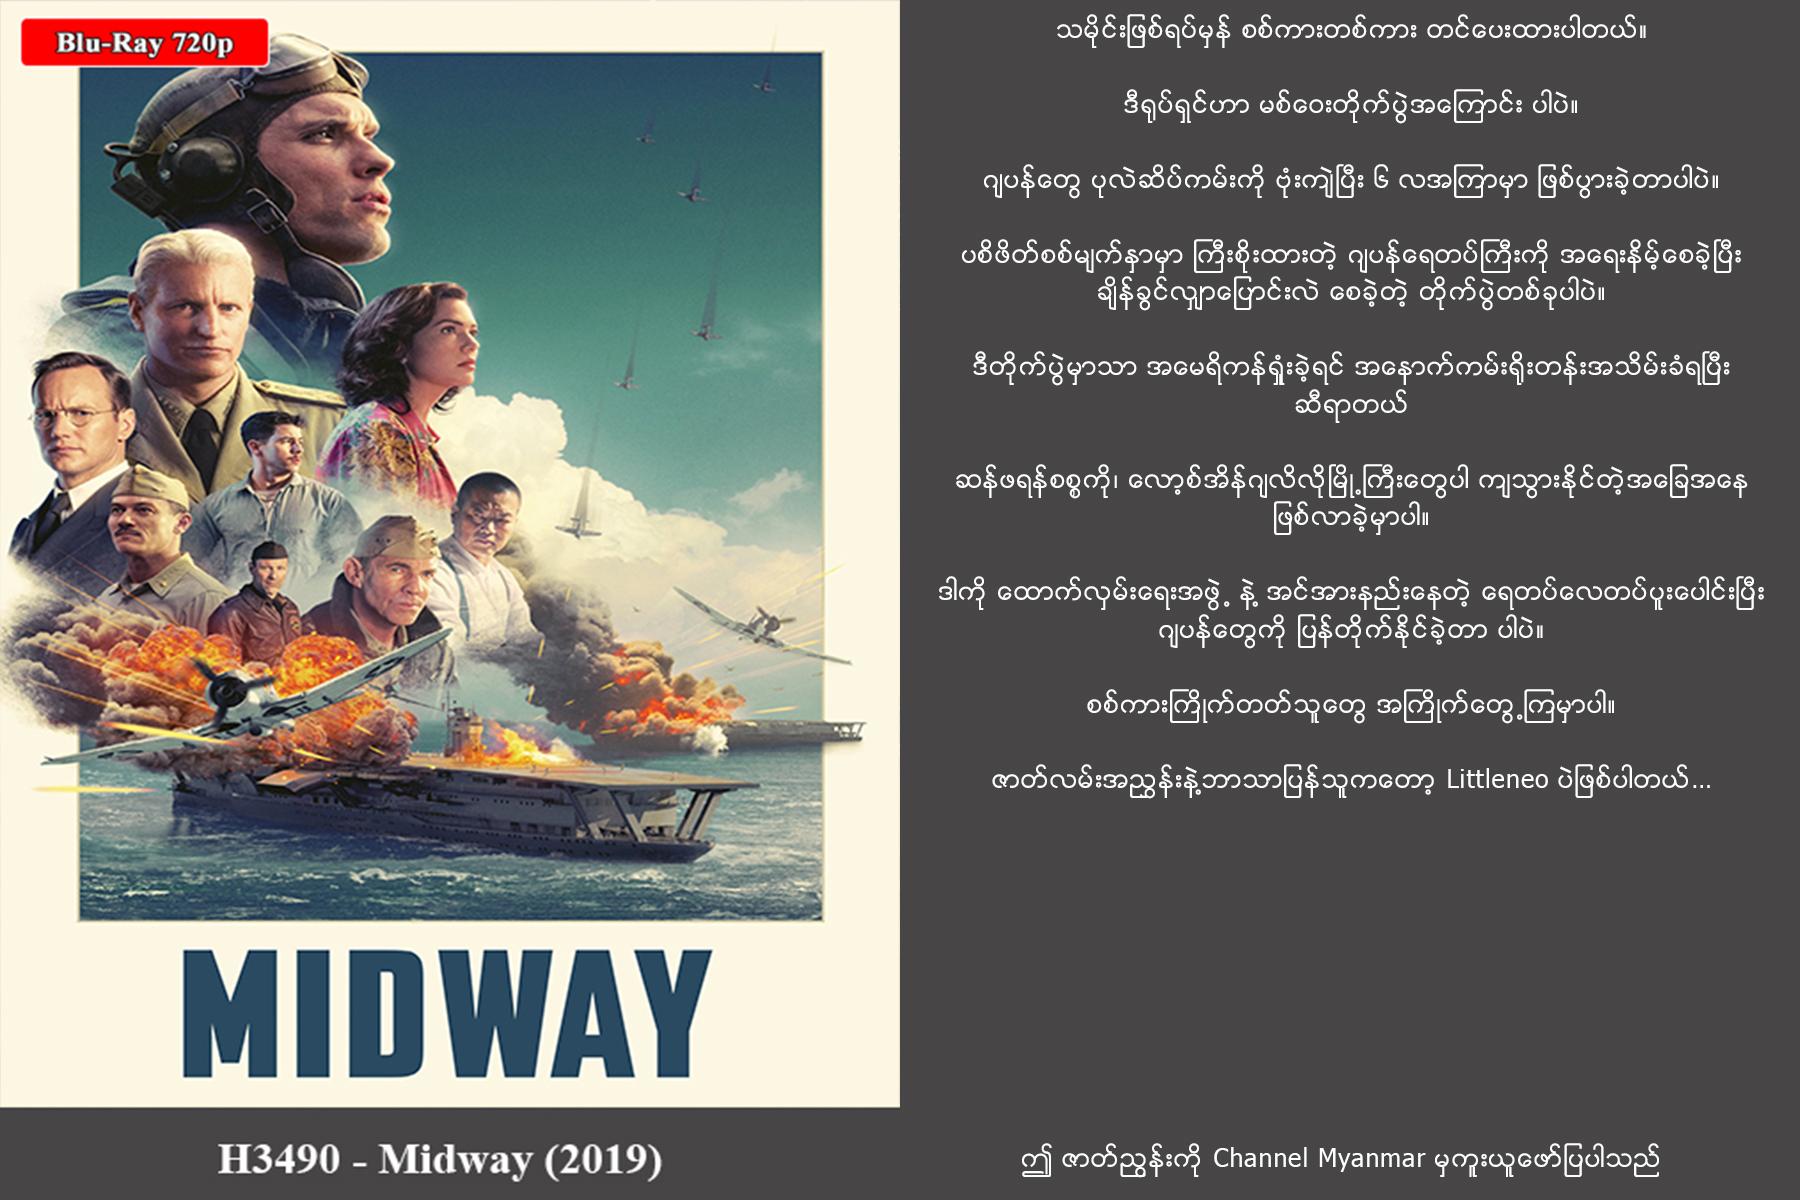 Blu-Ray 720p
MIDWAY
H3490 - Midway (2019)
သမိုင်းဖြစ်ရပ်မှန် စစ်ကားတစ်ကား တင်ပေးထားပါတယ်။
ဒီရုပ်ရှင်ဟာ မစ်ဝေးတိုက်ပွဲအကြောင်း ပါပဲ။
ဂျပန်တွေ ပုလဲဆိပ်ကမ်းကို ဗုံးကျဲပြီး ၆ လအကြာမှာ ဖြစ်ပွားခဲ့တာပါပဲ။
ပစိဖိတ်စစ်မျက်နှာမှာ ကြီးစိုးထားတဲ့ ဂျပန်ရေတပ်ကြီးကို အရေးနိမ့်စေခဲ့ပြီး
ချိန်ခွင်လျှာပြောင်းလဲ စေခဲ့တဲ့ တိုက်ပွဲတစ်ခုပါပဲ။
ဒီတိုက်ပွဲမှာသာ အမေရိကန်ရှုံးခဲ့ရင် အနောက်ကမ်းရိုးတန်းအသိမ်းခံရပြီး
ဆီရာတယ်
ဆန်ဖရန်စစ္စကို၊ လော့စ်အိန်ဂျလိလိုမြို့ကြီးတွေပါ ကျသွားနိုင်တဲ့အခြေအနေ
ဖြစ်လာခဲ့မှာပါ။
ဒါကို ထောက်လှမ်းရေးအဖွဲ့ နဲ့ အင်အားနည်းနေတဲ့ ရေတပ်လေတပ်ပူးပေါင်းပြီး
ဂျပန်တွေကို ပြန်တိုက်နိုင်ခဲ့တာ ပါပဲ။
စစ်ကားကြိုက်တတ်သူတွေ အကြိုက်တွေ့ကြမှာပါ။
ဇာတ်လမ်းအညွှန်းနဲ့ဘာသာပြန်သူကတော့ Littleneo ပဲဖြစ်ပါတယ်...
ဤ ဇာတ်ညွှန်းကို Channel Myanmar မှကူးယူဖော်ပြပါသည်